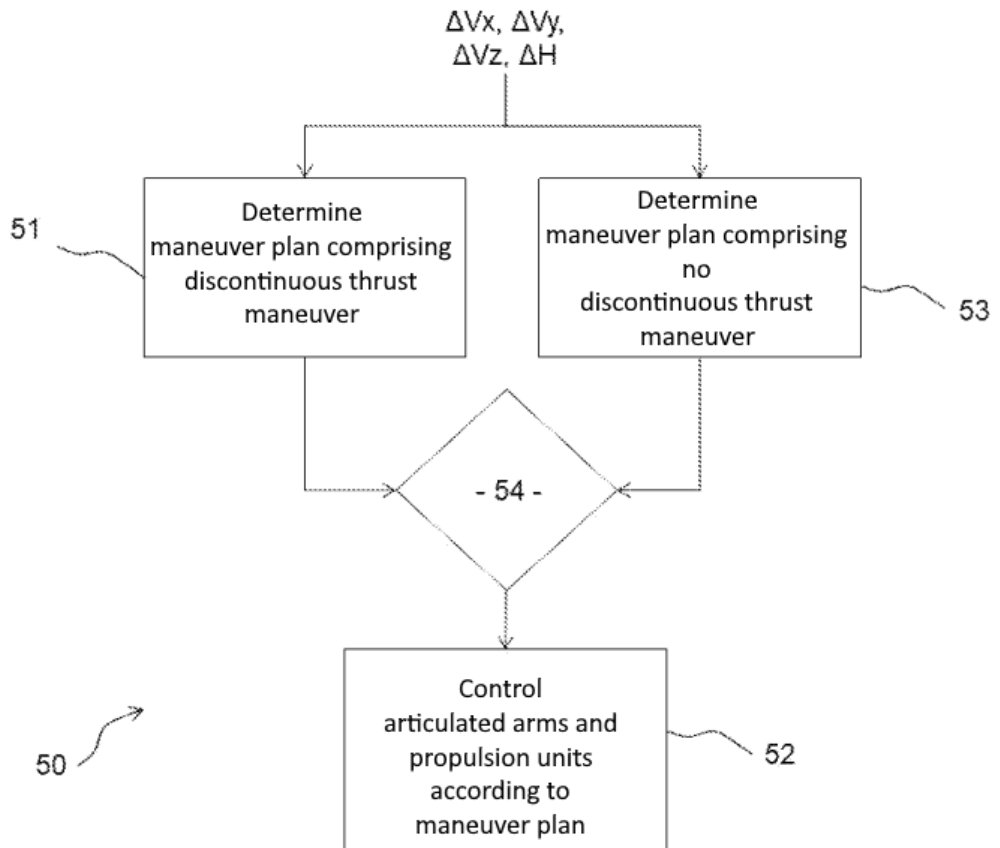 ΔVx, ΔVy,
ΔVz, ΔH
51
Determine
maneuver plan comprising
discontinuous thrust
maneuver
Determine
maneuver plan comprising
no
discontinuous thrust
maneuver
53
- 54 -
Control
articulated arms and
propulsion units
according to
maneuver plan
52
50